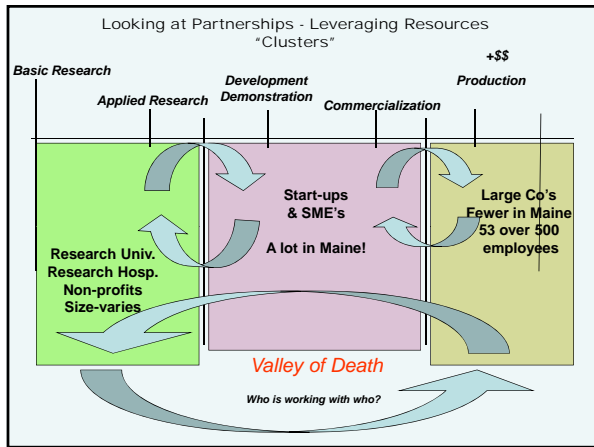 Looking at Partnerships - Leveraging Resources
"Clusters"
+$$
Basic Research
Development
Demonstration
Production
Applied Research
Commercialization
Start-ups
& SME's
A lot in Maine!
Large Co's
Fewer in Maine
53 over 500
employees
Research Univ.
Research Hosp.
Non-profits
Size-varies
Valley of Death
Who is working with who?